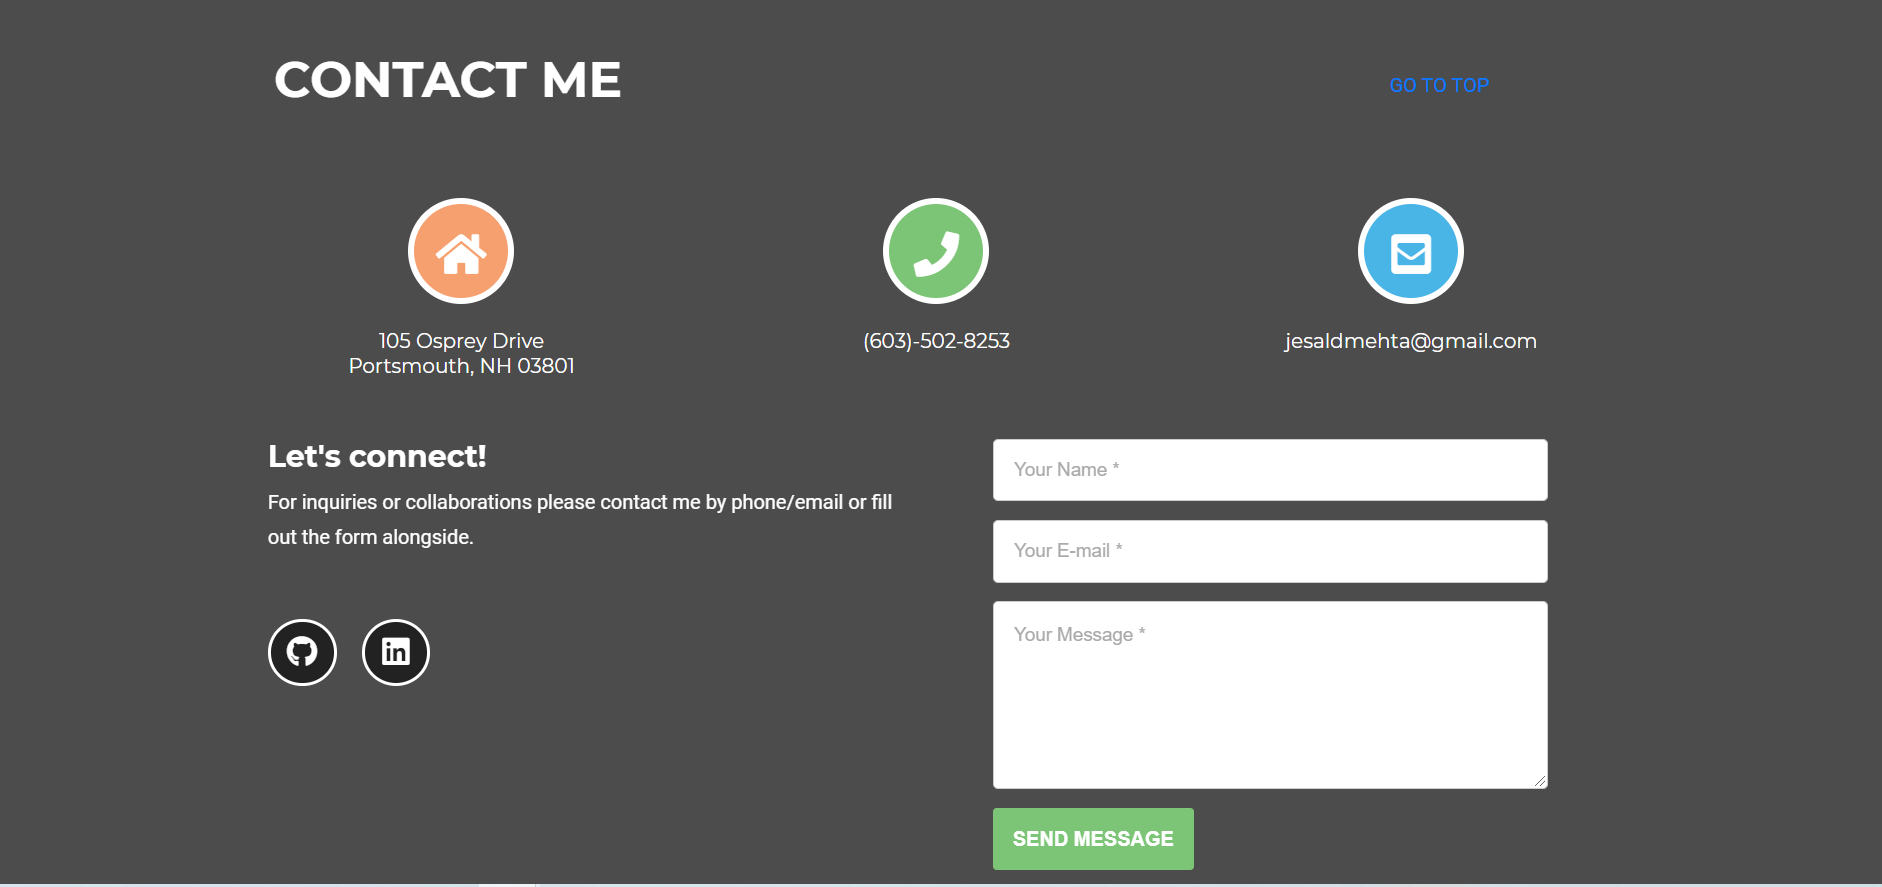 CONTACT ME
GO TO TOP
105 Osprey Drive
Portsmouth, NH 03801
(603)-502-8253
jesaldmehta@gmail.com
Let's connect!
For inquiries or collaborations please contact me by phone/email or fill
out the form alongside.
Your Name *
Your E-mail *
Your Message *
SEND MESSAGE